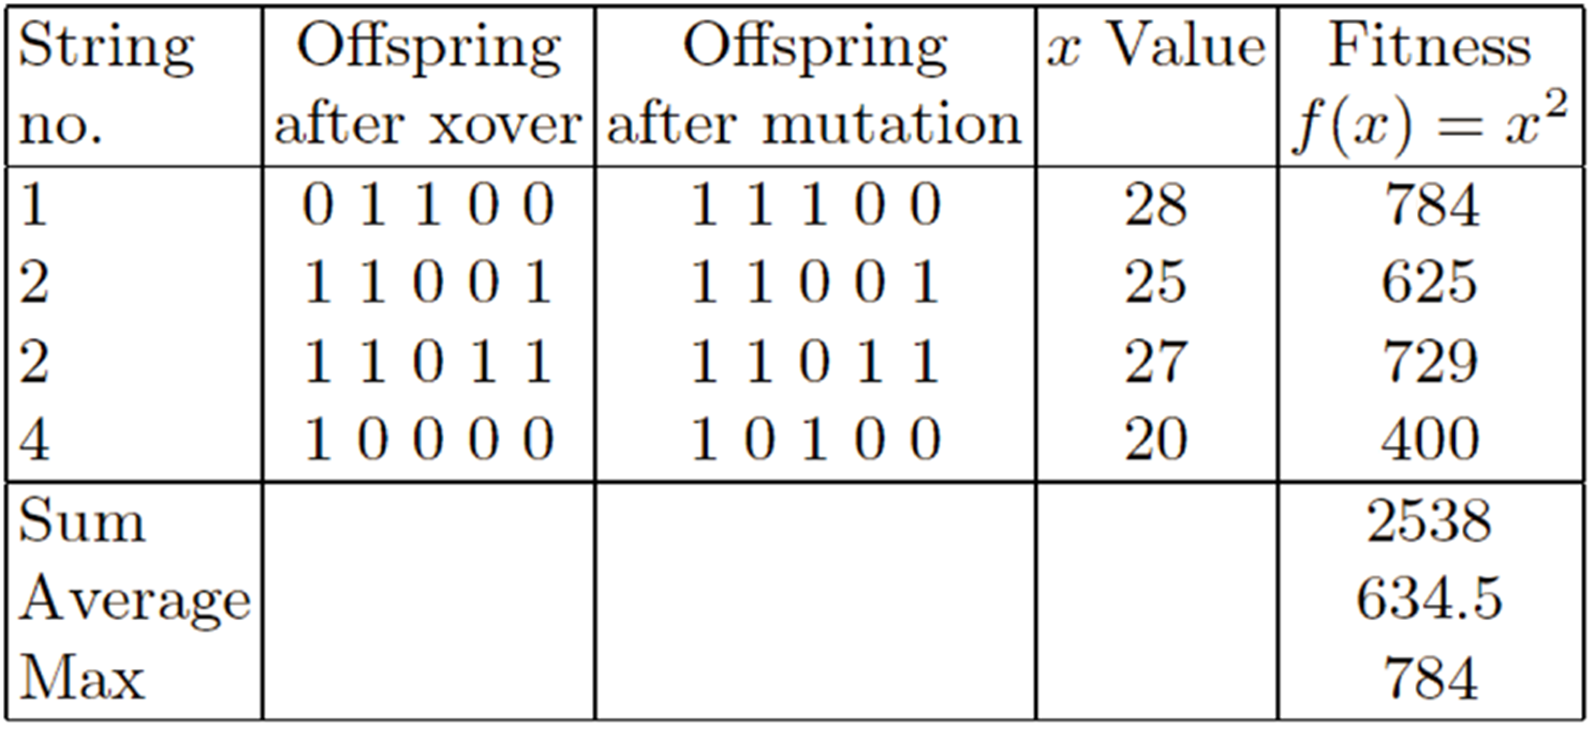 String no. | Offspring after xover | Offspring after mutation | x Value | Fitness f(x) = x²
1 | 0 1 1 0 0 | 1 1 1 0 0 | 28 | 784
2 | 1 1 0 0 1 | 1 1 0 0 1 | 25 | 625
2 | 1 1 0 1 1 | 1 1 0 1 1 | 27 | 729
4 | 1 0 0 0 0 | 1 0 1 0 0 | 20 | 400
Sum | | | | 2538
Average | | | | 634.5
Max | | | | 784